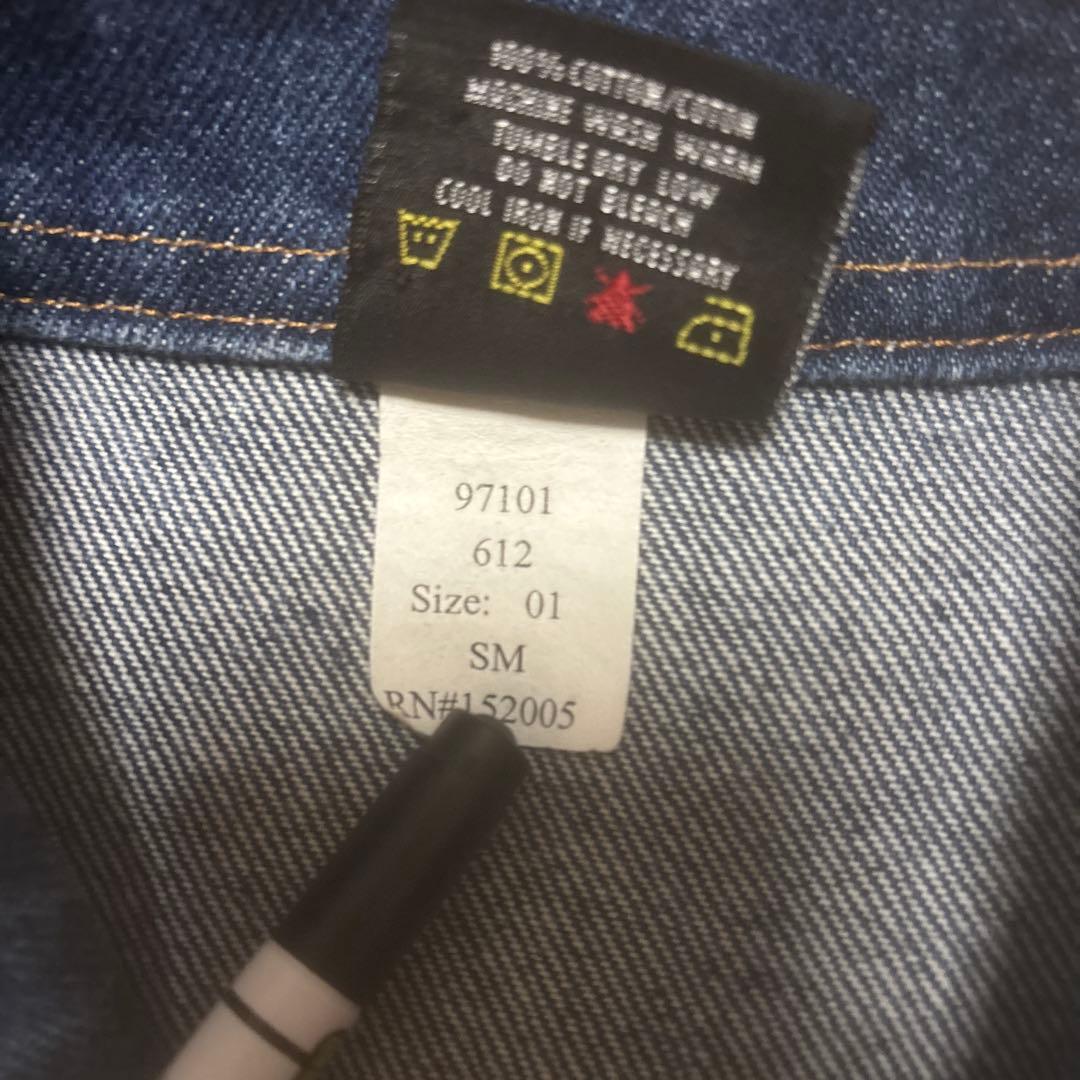 100% COTTON/COTON
MACHINE WASH WARM
TUMBLE DRY LOW
DO NOT BLEACH
COOL IRON IF NECESSARY
97101
612
Size: 01
SM
RN#152005